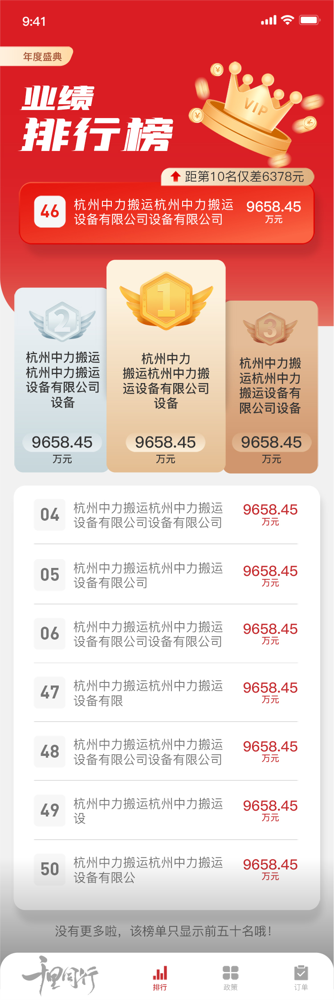 9:41
年度盛典
业绩
排行榜
VIP
距第10名仅差6378元
46
杭州中力搬运杭州中力搬运
设备有限公司设备有限公司
9658.45
万元
2
杭州中力搬运
杭州中力搬运
设备有限公司
设备
9658.45
万元
1
杭州中力
搬运杭州中力搬
运设备有限公司
设备
9658.45
万元
3
杭州中力搬
运杭州中力
搬运设备有
限公司设备
9658.45
万元
04
杭州中力搬运杭州中力搬运
设备有限公司设备有限公司
9658.45
万元
05
杭州中力搬运杭州中力搬运
设备有限公司
9658.45
万元
06
杭州中力搬运杭州中力搬运
设备有限公司设备有限公司
9658.45
万元
47
杭州中力搬运杭州中力搬运
设备有限
9658.45
万元
48
杭州中力搬运杭州中力搬运
设备有限公司设备有限公司
9658.45
万元
49
杭州中力搬运杭州中力搬运
设
9658.45
万元
50
杭州中力搬运杭州中力搬运
设备有限公
9658.45
万元
没有更多啦，该榜单只显示前五十名哦！
千里同行
排行
政策
订单